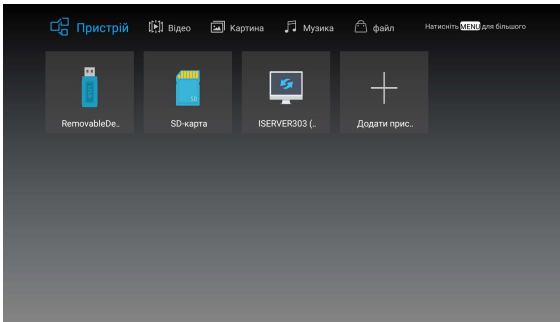 Пристрій Відео Картина Музика файл Натисніть MENU для більшого
SD
RemovableDe.. SD-карта ISERVER303 (.. Додати прис..